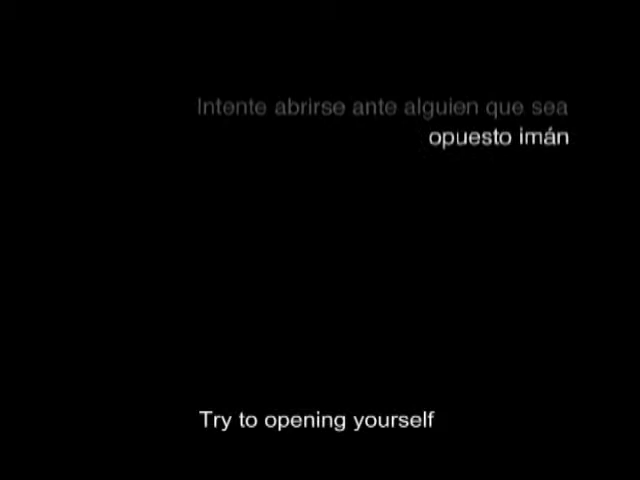 Intente abrirse ante alguien que sea
opuesto imán
Try to opening yourself